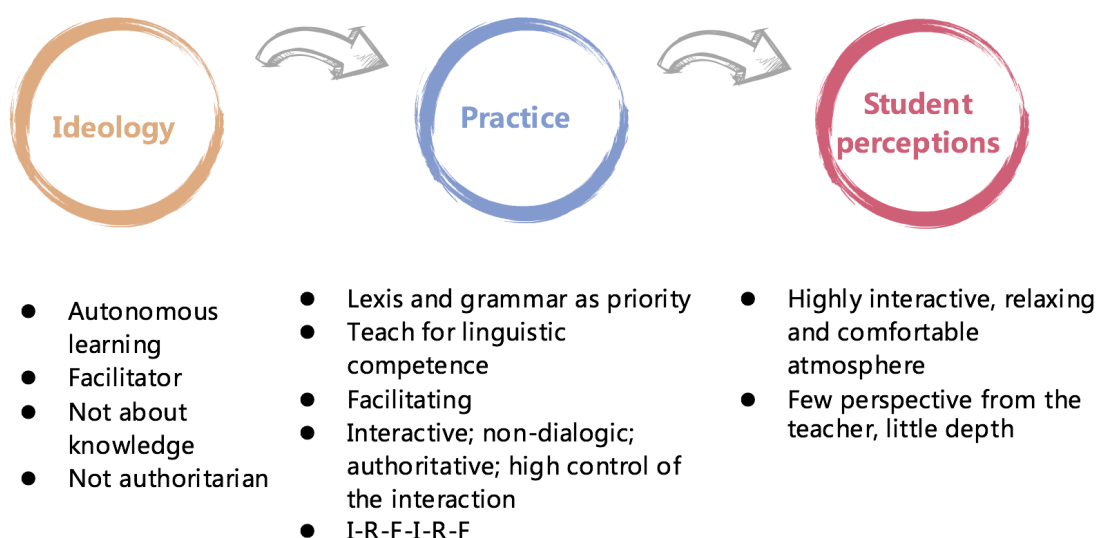 Ideology
Practice
Student
perceptions
● Autonomous
learning
● Facilitator
● Not about
knowledge
● Not authoritarian
● Lexis and grammar as priority
● Teach for linguistic
competence
● Facilitating
● Interactive; non-dialogic;
authoritative; high control of
the interaction
● I-R-F-I-R-F
● Highly interactive, relaxing
and comfortable
atmosphere
● Few perspective from the
teacher, little depth